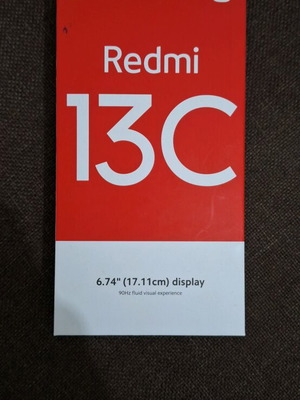 Redmi
13C
6.74" (17.11cm) display
90Hz fluid visual experience